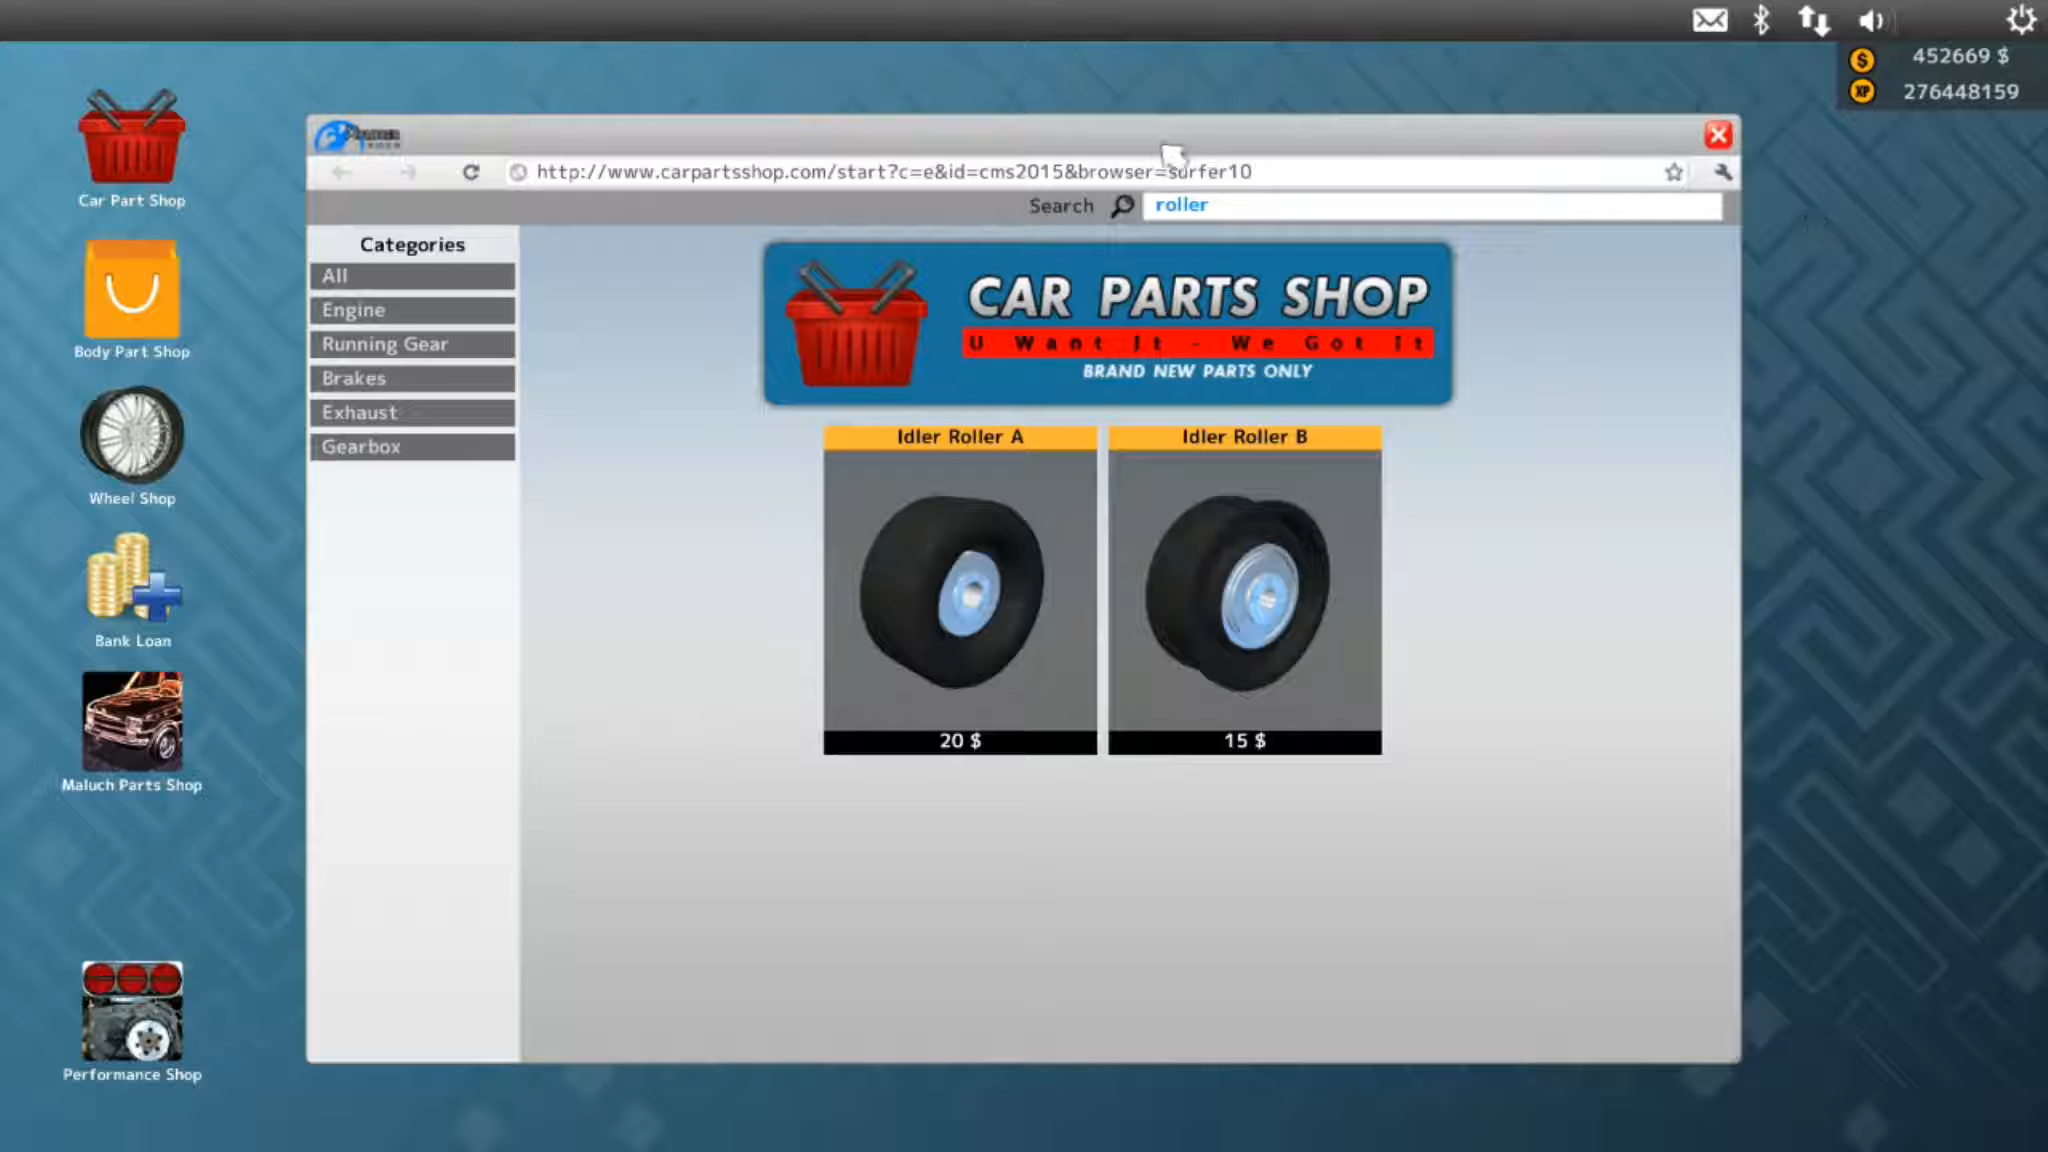 452669 $
276448159
Car Part Shop
Body Part Shop
Wheel Shop
Bank Loan
Maluch Parts Shop
Performance Shop
http://www.carpartsshop.com/start?c=e&id=cms2015&browser=surfer10
Search
roller
Categories
All
Engine
Running Gear
Brakes
Exhaust
Gearbox
CAR PARTS SHOP
U Want It - We Got It
BRAND NEW PARTS ONLY
Idler Roller A
20 $
Idler Roller B
15 $